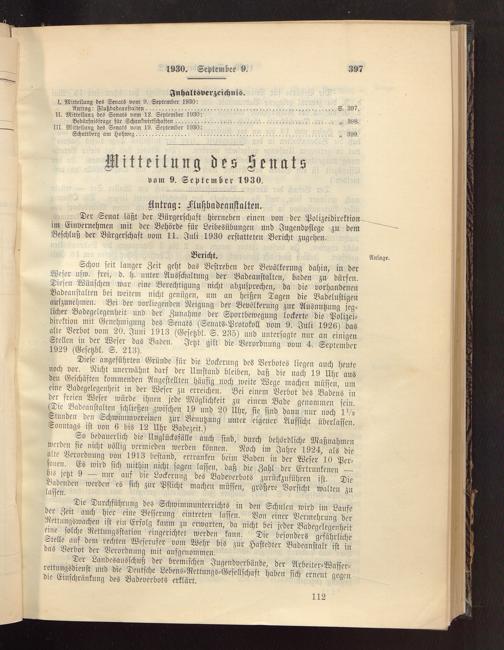 1930. September 9. 397
Inhaltsverzeichnis.
I. Mitteilung des Senats vom 9. September 1930:
Antrag: Flußbadeanstalten S. 397.
II. Mitteilung des Senats vom 12. September 1930:
Bedürfnisfrage für Schankwirtschaften „ 398.
III. Mitteilung des Senats vom 19. September 1930:
Schuttberg am Hohweg „ 399.
Mitteilung des Senats
vom 9. September 1930.
Antrag: Flußbadeanstalten.
Der Senat läßt der Bürgerschaft hierneben einen von der Polizeidirektion
im Einvernehmen mit der Behörde für Leibesübungen und Jugendpflege zu dem
Beschluß der Bürgerschaft vom 11. Juli 1930 erstatteten Bericht zugehen.
Anlage.
Bericht.
Schon seit langer Zeit geht das Bestreben der Bevölkerung dahin, in der
Weser usw. frei, d. h. unter Ausschaltung der Badeanstalten, baden zu dürfen.
Diesen Wünschen war eine Berechtigung nicht abzusprechen, da die vorhandenen
Badeanstalten bei weitem nicht genügen, um an heißen Tagen die Badelustigen
aufzunehmen. Bei der vorliegenden Neigung der Bevölkerung zur Ausnutzung jeg-
licher Badegelegenheit und der Zunahme der Sportbewegung lockerte die Polizei-
direktion mit Genehmigung des Senats (Senats-Protokoll vom 9. Juli 1926) das
alte Verbot vom 20. Juni 1913 (Gesetzbl. S. 235) und untersagte nur an einigen
Stellen in der Weser das Baden. Jetzt gilt die Verordnung vom 4. September
1929 (Gesetzbl. S. 213).
Diese angeführten Gründe für die Lockerung des Verbotes liegen auch heute
noch vor. Nicht unerwähnt darf der Umstand bleiben, daß die nach 19 Uhr aus
den Geschäften kommenden Angestellten häufig noch weite Wege machen müssen, um
eine Badegelegenheit in der Weser zu erreichen. Bei einem Verbot des Badens in
der freien Weser würde ihnen jede Möglichkeit zu einem Bade genommen sein.
(Die Badeanstalten schließen zwischen 19 und 20 Uhr, sie sind dann nur noch 1½
Stunden den Schwimmvereinen zur Benutzung unter eigener Aufsicht überlassen.
Sonntags ist von 6 bis 12 Uhr Badezeit.)
So bedauerlich die Unglücksfälle auch sind, durch behördliche Maßnahmen
werden sie nicht völlig vermieden werden können. Noch im Jahre 1924, als die
alte Verordnung von 1913 bestand, ertranken beim Baden in der Weser 10 Per-
sonen. Es wird sich mithin nicht sagen lassen, daß die Zahl der Ertrunkenen —
bis jetzt 9 — nur auf die Lockerung des Badeverbots zurückzuführen ist. Die
Badenden werden es sich zur Pflicht machen müssen, größere Vorsicht walten zu
lassen.
Die Durchführung des Schwimmunterrichts in den Schulen wird im Laufe
der Zeit auch hier eine Besserung eintreten lassen. Von einer Vermehrung der
Rettungswachen ist ein Erfolg kaum zu erwarten, da nicht bei jeder Badegelegenheit
eine solche Rettungsstation eingerichtet werden kann. Die besonders gefährliche
Stelle auf dem rechten Weserufer vom Wehr bis zur Hastedter Badeanstalt ist in
das Verbot der Verordnung mit aufgenommen.
Der Landesausschuß der bremischen Jugendverbände, der Arbeiter-Wasser-
rettungsdienst und die Deutsche Lebens-Rettungs-Gesellschaft haben sich erneut gegen
die Einschränkung des Badeverbots erklärt.
112